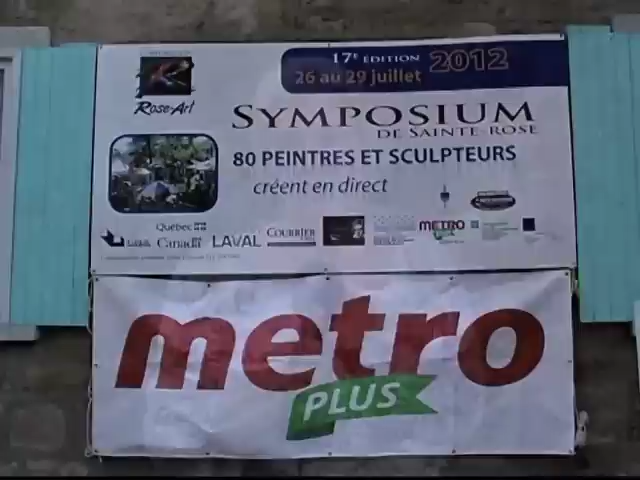 17e ÉDITION 2012
26 au 29 juillet
Rose-Art
SYMPOSIUM
DE SAINTE-ROSE
80 PEINTRES ET SCULPTEURS
créent en direct
Québec
Canada LAVAL COURRIER METRO
metro
PLUS